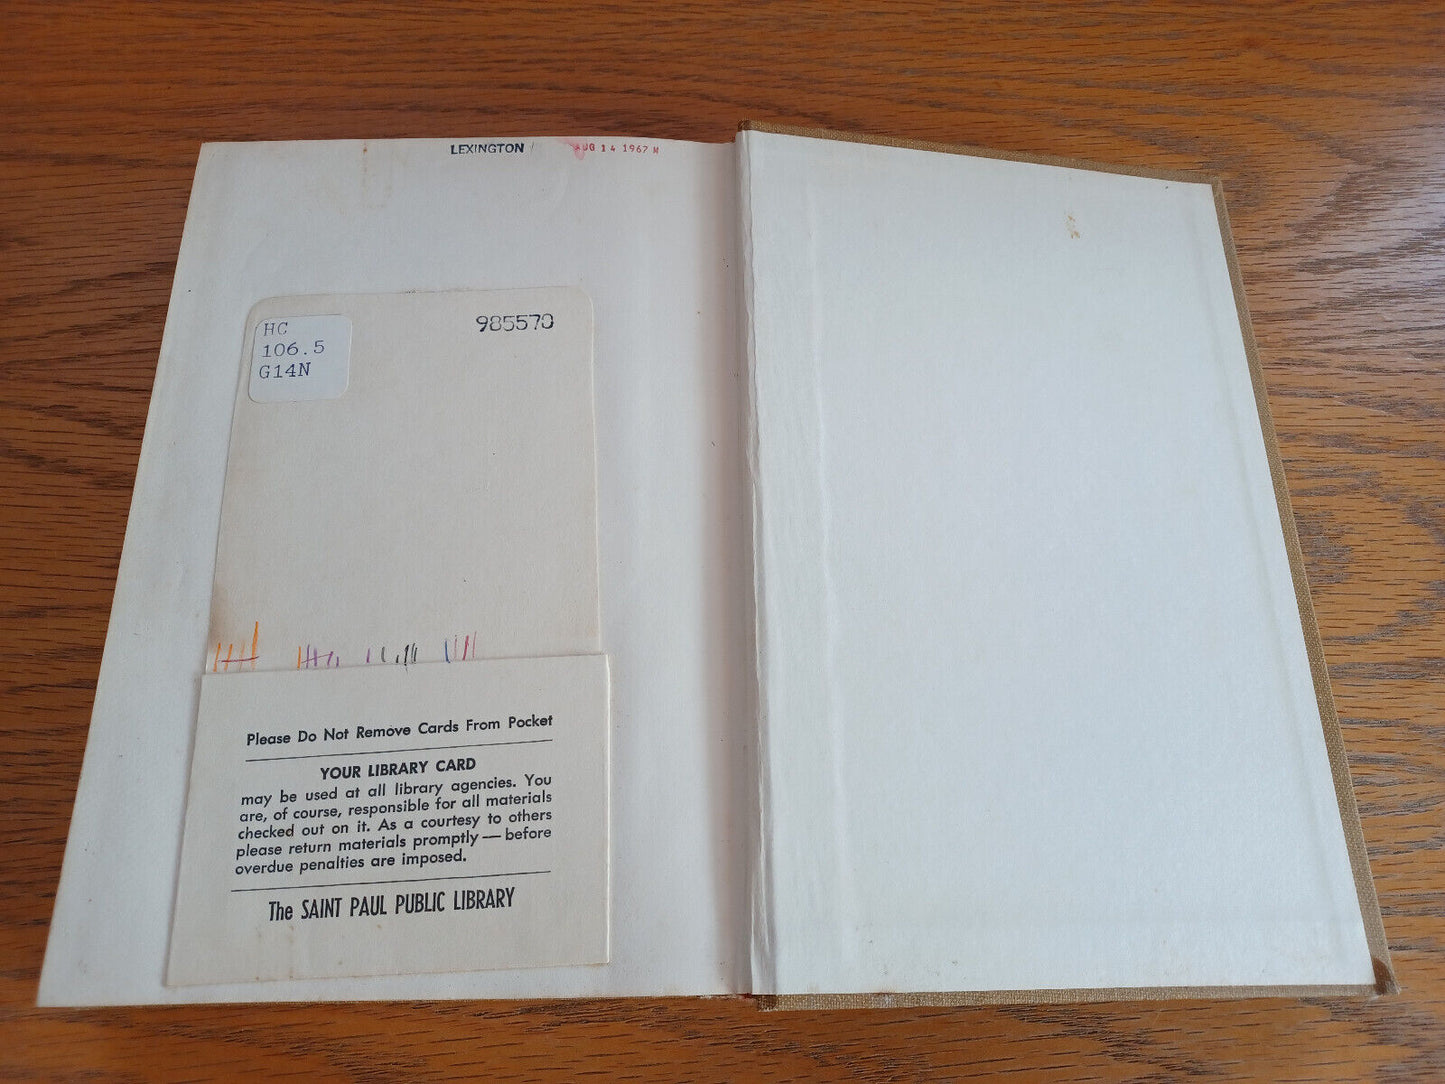 LEXINGTON
AUG 14 1967 M
HC
106.5
G14N
985570
Please Do Not Remove Cards From Pocket
YOUR LIBRARY CARD
may be used at all library agencies. You
are, of course, responsible for all materials
checked out on it. As a courtesy to others
please return materials promptly — before
overdue penalties are imposed.
The SAINT PAUL PUBLIC LIBRARY